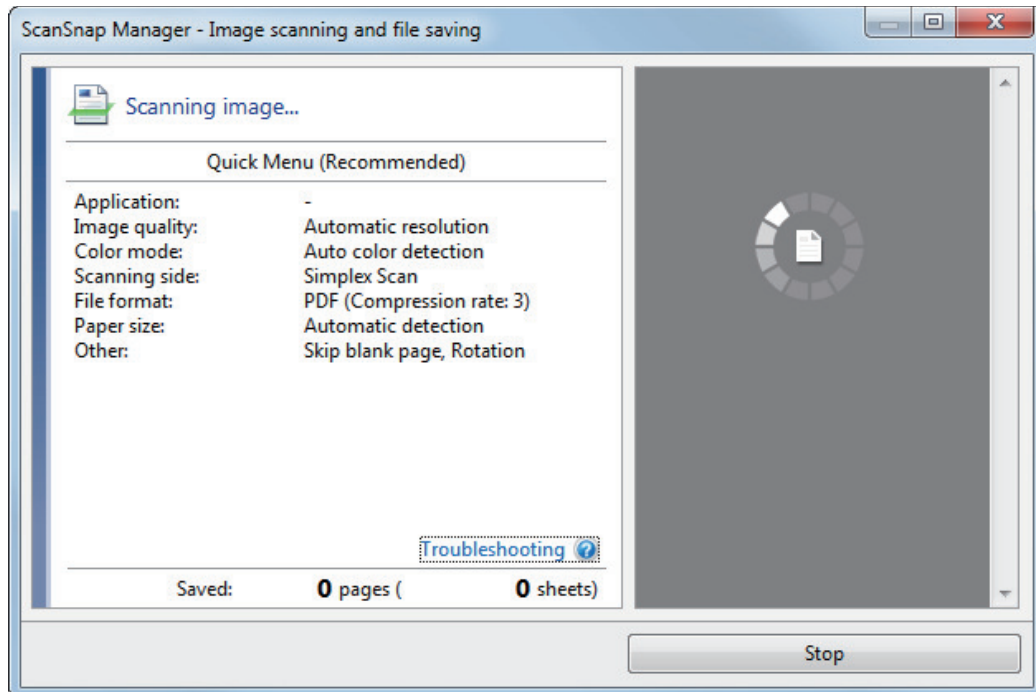 ScanSnap Manager - Image scanning and file saving
Scanning image...
Quick Menu (Recommended)
Application: -
Image quality: Automatic resolution
Color mode: Auto color detection
Scanning side: Simplex Scan
File format: PDF (Compression rate: 3)
Paper size: Automatic detection
Other: Skip blank page, Rotation
Troubleshooting
Saved: 0 pages ( 0 sheets)
Stop